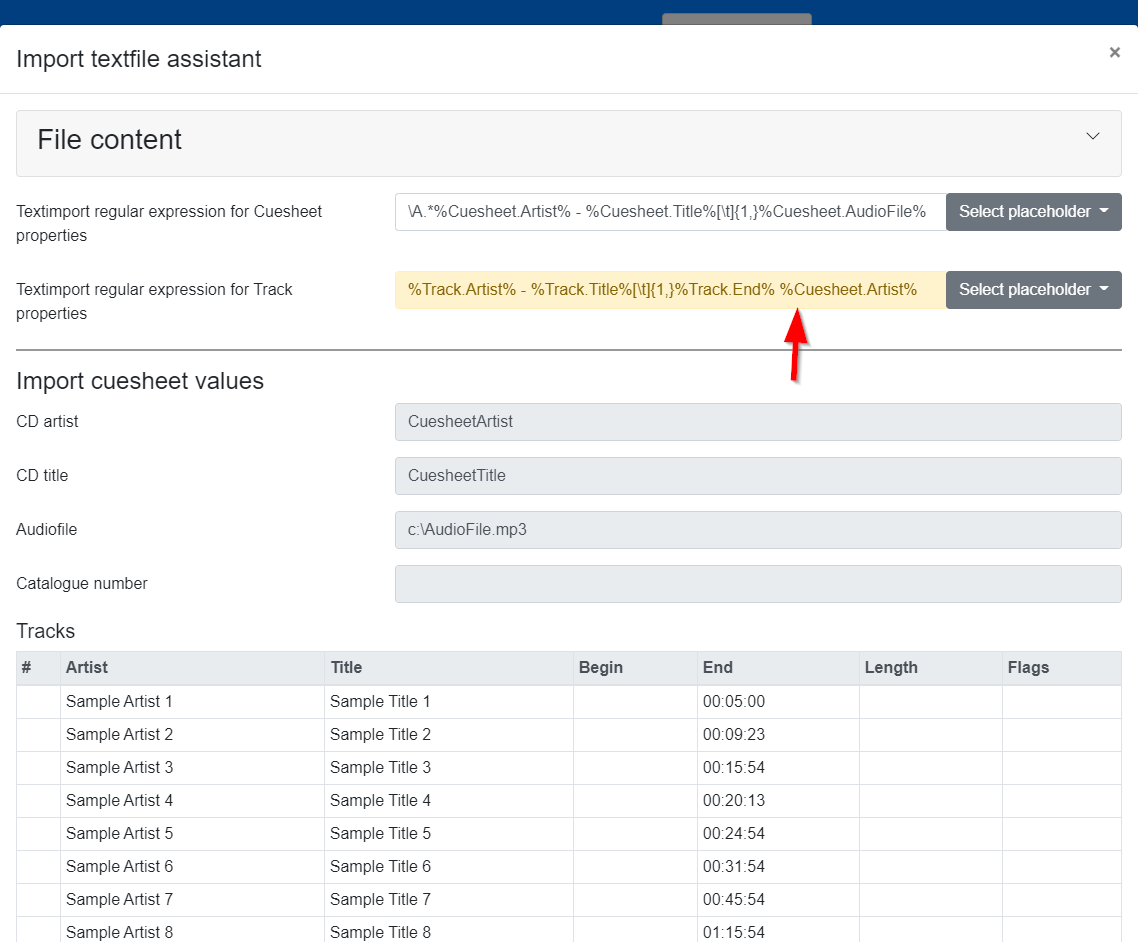 Import textfile assistant
×
File content
Textimport regular expression for Cuesheet
properties
\A.*%Cuesheet.Artist% - %Cuesheet.Title%[\t]{1,}%Cuesheet.AudioFile%
Select placeholder
Textimport regular expression for Track
properties
%Track.Artist% - %Track.Title%[\t]{1,}%Track.End% %Cuesheet.Artist%
Select placeholder
Import cuesheet values
CD artist
CuesheetArtist
CD title
CuesheetTitle
Audiofile
c:\AudioFile.mp3
Catalogue number
Tracks
# Artist Title Begin End Length Flags
Sample Artist 1 Sample Title 1 00:05:00
Sample Artist 2 Sample Title 2 00:09:23
Sample Artist 3 Sample Title 3 00:15:54
Sample Artist 4 Sample Title 4 00:20:13
Sample Artist 5 Sample Title 5 00:24:54
Sample Artist 6 Sample Title 6 00:31:54
Sample Artist 7 Sample Title 7 00:45:54
Sample Artist 8 Sample Title 8 01:15:54